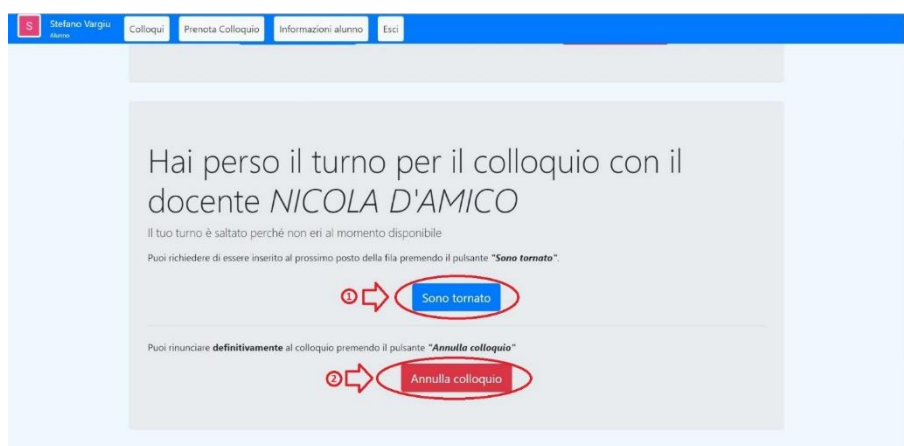 S
Stefano Vargiu
Alunno
Colloqui
Prenota Colloquio
Informazioni alunno
Esci
Hai perso il turno per il colloquio con il
docente NICOLA D'AMICO
Il tuo turno è saltato perché non eri al momento disponibile
Puoi richiedere di essere inserito al prossimo posto della fila premendo il pulsante "Sono tornato".
1
Sono tornato
Puoi rinunciare definitivamente al colloquio premendo il pulsante "Annulla colloquio"
2
Annulla colloquio